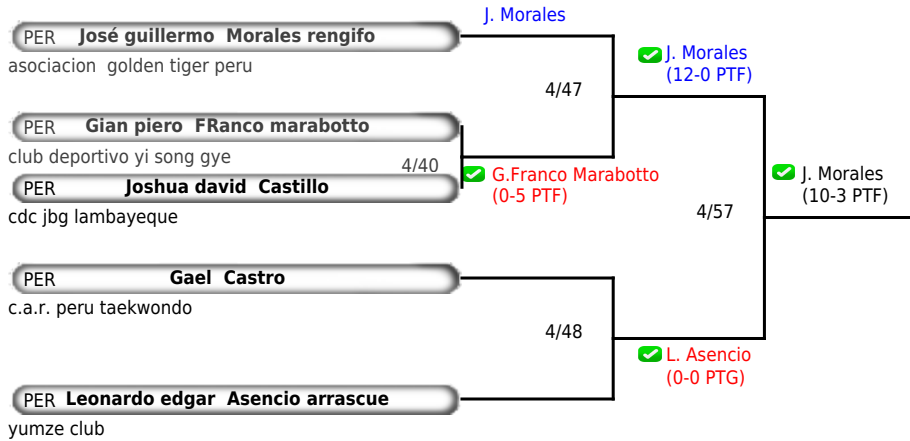 J. Morales
PER José guillermo  Morales rengifo
asociacion  golden tiger peru
J. Morales
(12-0 PTF)
4/47
PER Gian piero  FRanco marabotto
club deportivo yi song gye
4/40
G.Franco Marabotto
(0-5 PTF)
PER Joshua david  Castillo
cdc jbg lambayeque
J. Morales
(10-3 PTF)
4/57
PER Gael  Castro
c.a.r. peru taekwondo
4/48
L. Asencio
(0-0 PTG)
PER Leonardo edgar  Asencio arrascue
yumze club